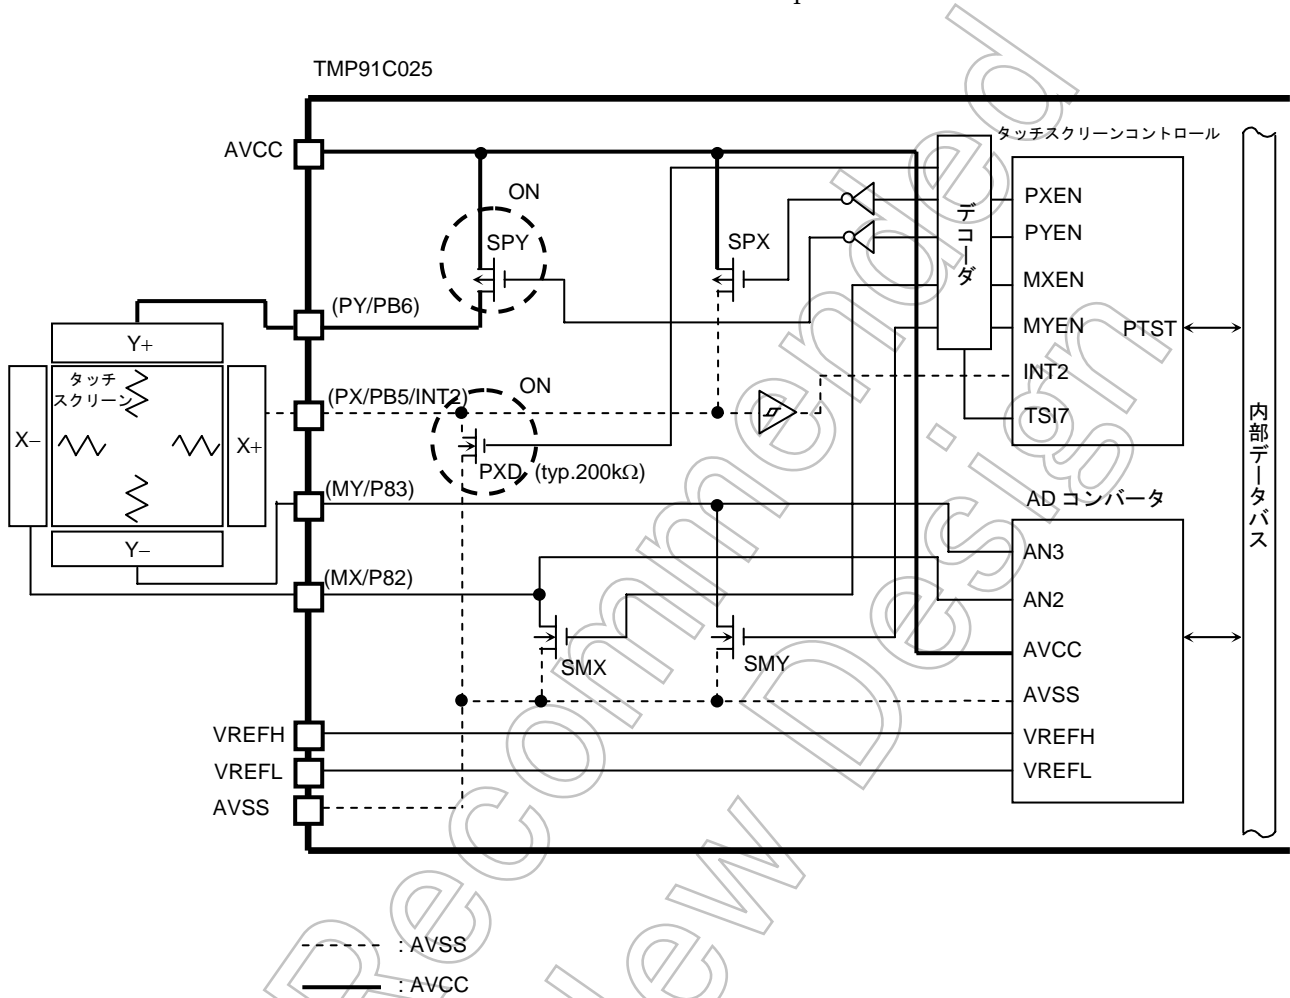 TMP91C025
AVCC
タッチスクリーンコントロール
ON
SPY
SPX
デコーダ
PXEN
PYEN
MXEN
MYEN
PTST
INT2
TSI7
(PY/PB6)
Y+
タッチ
スクリーン
X−
X+
Y−
(PX/PB5/INT2)
ON
PXD
(typ.200kΩ)
(MY/P83)
(MX/P82)
SMX
SMY
AD コンバータ
AN3
AN2
AVCC
AVSS
VREFH
VREFL
内部データバス
VREFH
VREFL
AVSS
: AVSS
: AVCC
Recommended
New Design